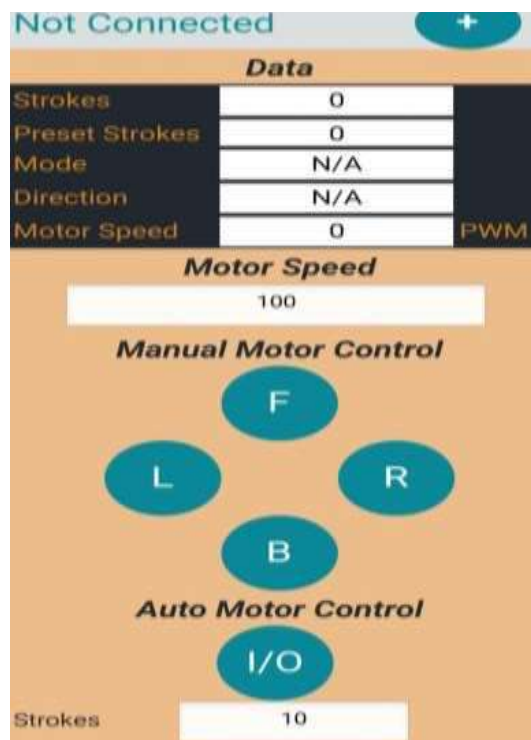 Not Connected +
Data
Strokes 0
Preset Strokes 0
Mode N/A
Direction N/A
Motor Speed 0 PWM
Motor Speed
100
Manual Motor Control
F
L R
B
Auto Motor Control
I/O
Strokes 10